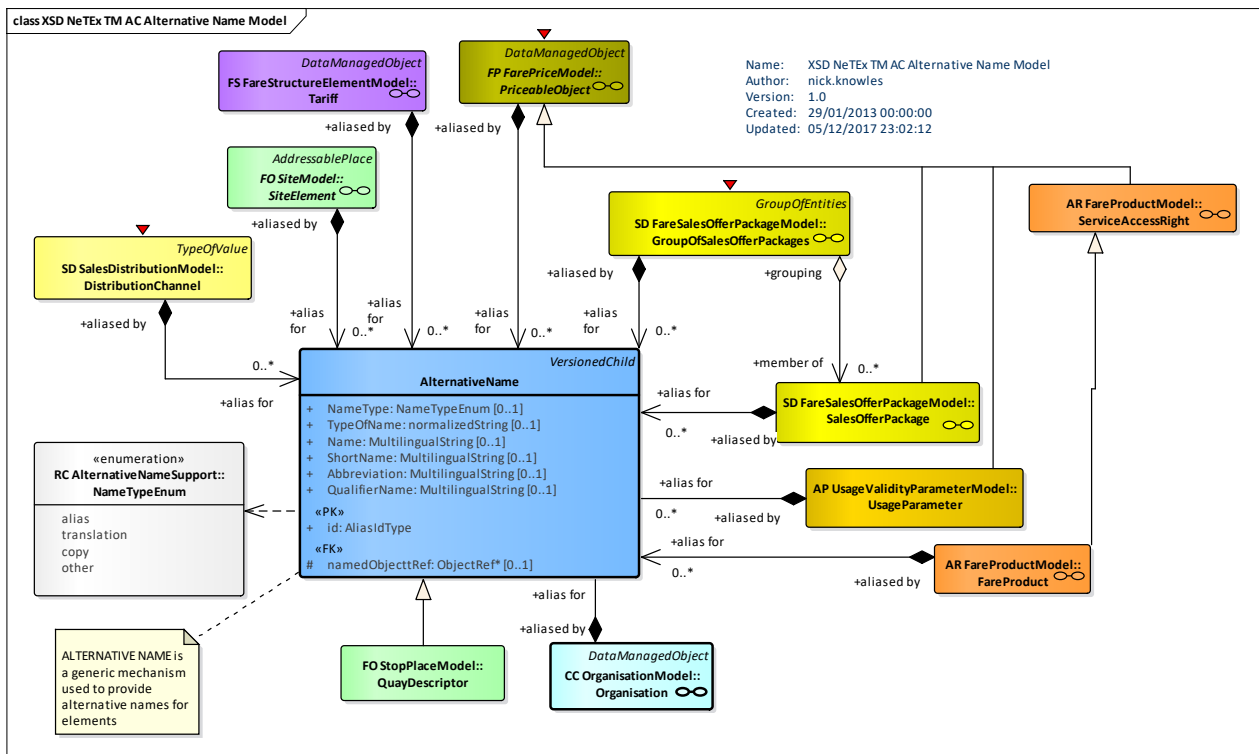 class XSD NeTEx TM AC Alternative Name Model
Name: XSD NeTEx TM AC Alternative Name Model
Author: nick.knowles
Version: 1.0
Created: 29/01/2013 00:00:00
Updated: 05/12/2017 23:02:12
DataManagedObject
FS FareStructureElementModel::
Tariff
+aliased by
DataManagedObject
FP FarePriceModel::
PriceableObject
+aliased by
AddressablePlace
FO SiteModel::
SiteElement
+aliased by
GroupOfEntities
SD FareSalesOfferPackageModel::
GroupOfSalesOfferPackages
+aliased by
+grouping
AR FareProductModel::
ServiceAccessRight
TypeOfValue
SD SalesDistributionModel::
DistributionChannel
+aliased by
+alias
for
0..*
+alias
for
0..*
+alias
for
0..*
+alias
for
0..*
0..*
+alias for
+member of
0..*
VersionedChild
AlternativeName
+ NameType: NameTypeEnum [0..1]
+ TypeOfName: normalizedString [0..1]
+ Name: MultilingualString [0..1]
+ ShortName: MultilingualString [0..1]
+ Abbreviation: MultilingualString [0..1]
+ QualifierName: MultilingualString [0..1]
«PK»
+ id: AliasIdType
«FK»
# namedObjecttRef: ObjectRef* [0..1]
+alias for
0..*
+aliased by
SD FareSalesOfferPackageModel::
SalesOfferPackage
+alias for
0..*
+aliased by
AP UsageValidityParameterModel::
UsageParameter
+alias for
0..*
+aliased by
AR FareProductModel::
FareProduct
«enumeration»
RC AlternativeNameSupport::
NameTypeEnum
alias
translation
copy
other
+alias for
+aliased by
ALTERNATIVE NAME is
a generic mechanism
used to provide
alternative names for
elements
FO StopPlaceModel::
QuayDescriptor
DataManagedObject
CC OrganisationModel::
Organisation